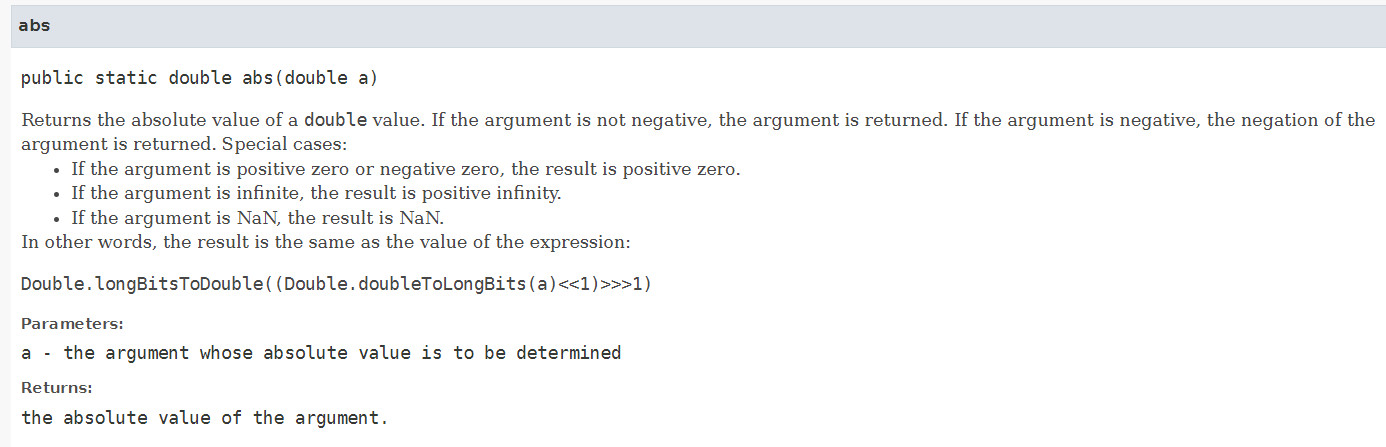 abs
public static double abs(double a)
Returns the absolute value of a double value. If the argument is not negative, the argument is returned. If the argument is negative, the negation of the
argument is returned. Special cases:
• If the argument is positive zero or negative zero, the result is positive zero.
• If the argument is infinite, the result is positive infinity.
• If the argument is NaN, the result is NaN.
In other words, the result is the same as the value of the expression:
Double.longBitsToDouble((Double.doubleToLongBits(a)<<1)>>>1)
Parameters:
a - the argument whose absolute value is to be determined
Returns:
the absolute value of the argument.